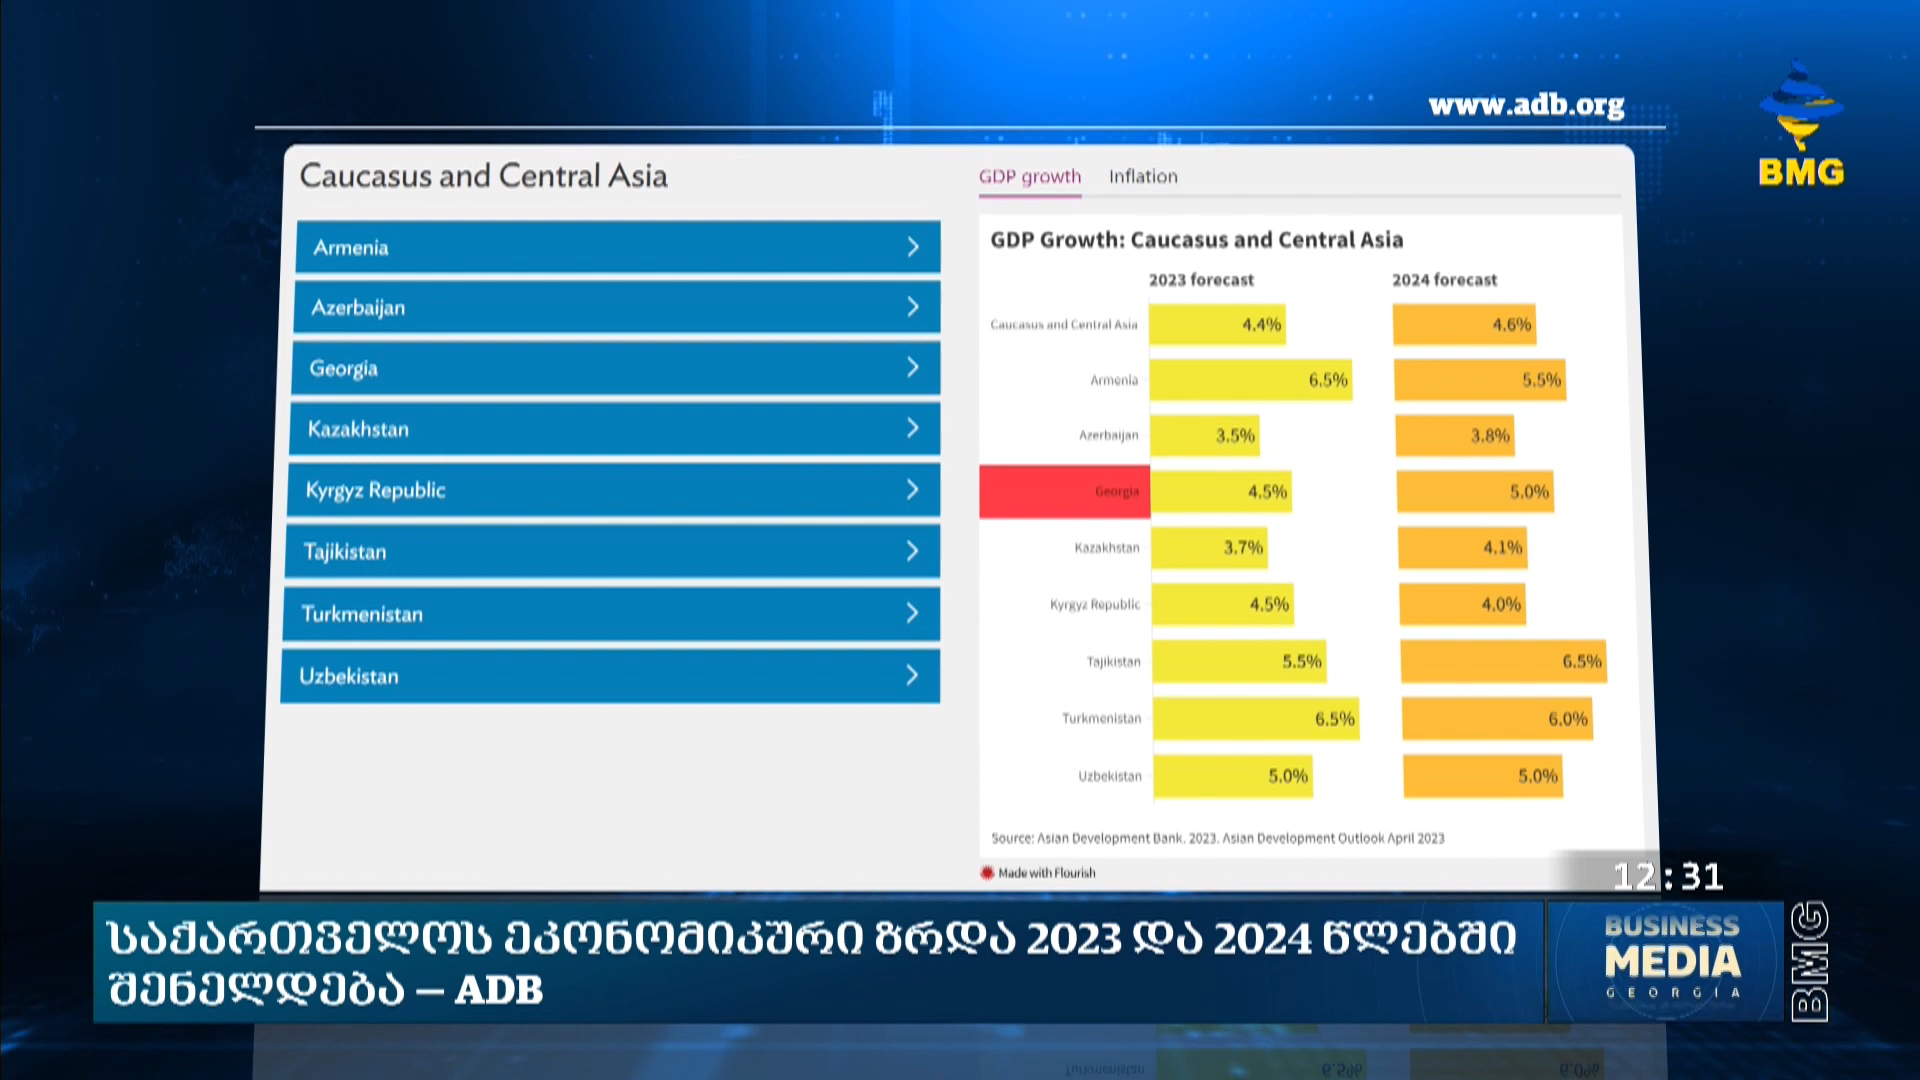 www.adb.org
BMG
Caucasus and Central Asia
Armenia
Azerbaijan
Georgia
Kazakhstan
Kyrgyz Republic
Tajikistan
Turkmenistan
Uzbekistan
GDP growth Inflation
GDP Growth: Caucasus and Central Asia
2023 forecast 2024 forecast
Caucasus and Central Asia 4.4% 4.6%
Armenia 6.5% 5.5%
Azerbaijan 3.5% 3.8%
Georgia 4.5% 5.0%
Kazakhstan 3.7% 4.1%
Kyrgyz Republic 4.5% 4.0%
Tajikistan 5.5% 6.5%
Turkmenistan 6.5% 6.0%
Uzbekistan 5.0% 5.0%
Source: Asian Development Bank. 2023. Asian Development Outlook April 2023
Made with Flourish
12:31
საქართველოს ეკონომიკური ზრდა 2023 და 2024 წლებში
შენელდება – ADB
BUSINESS
MEDIA
GEORGIA
BMG
Turkmenistan 6.5% 6.0%